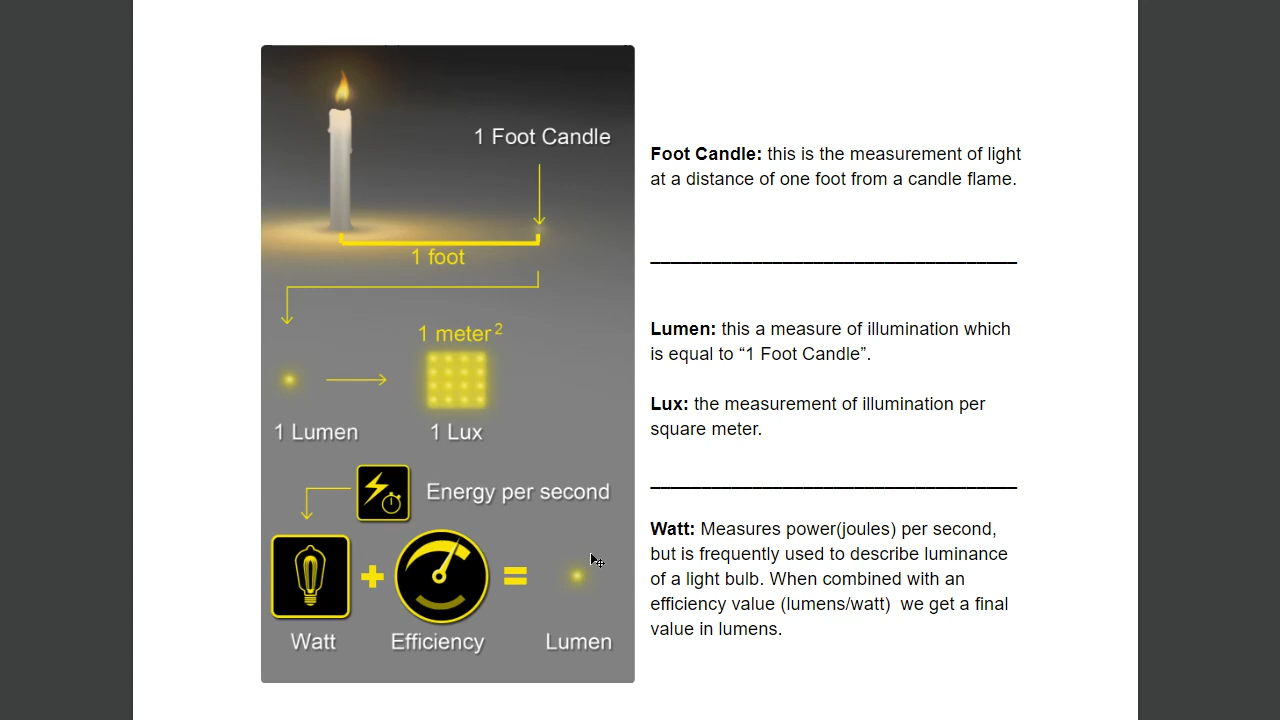 1 Foot Candle
1 foot
1 meter²
1 Lumen
1 Lux
Energy per second
Watt
Efficiency
Lumen
Foot Candle: this is the measurement of light
at a distance of one foot from a candle flame.
Lumen: this a measure of illumination which
is equal to “1 Foot Candle”.
Lux: the measurement of illumination per
square meter.
Watt: Measures power(joules) per second,
but is frequently used to describe luminance
of a light bulb. When combined with an
efficiency value (lumens/watt)  we get a final
value in lumens.